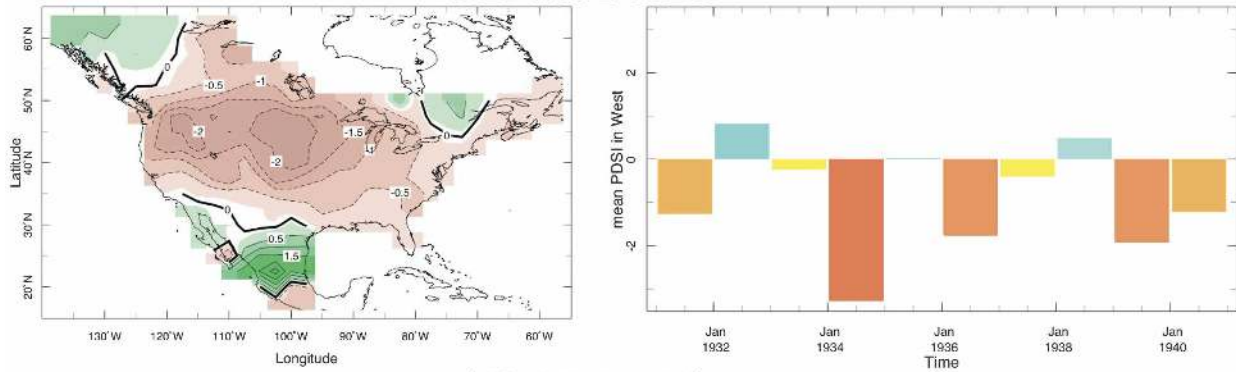 60˚N
50˚N
40˚N
30˚N
20˚N
Latitude
0
-0.5
-1
-2
-2
-1.5
0
-0.5
0
0.5
1.5
130˚W 120˚W 110˚W 100˚W 90˚W 80˚W 70˚W 60˚W
Longitude
mean PDSI in West
2
0
-2
Jan Jan Jan Jan Jan
1932 1934 1936 1938 1940
Time